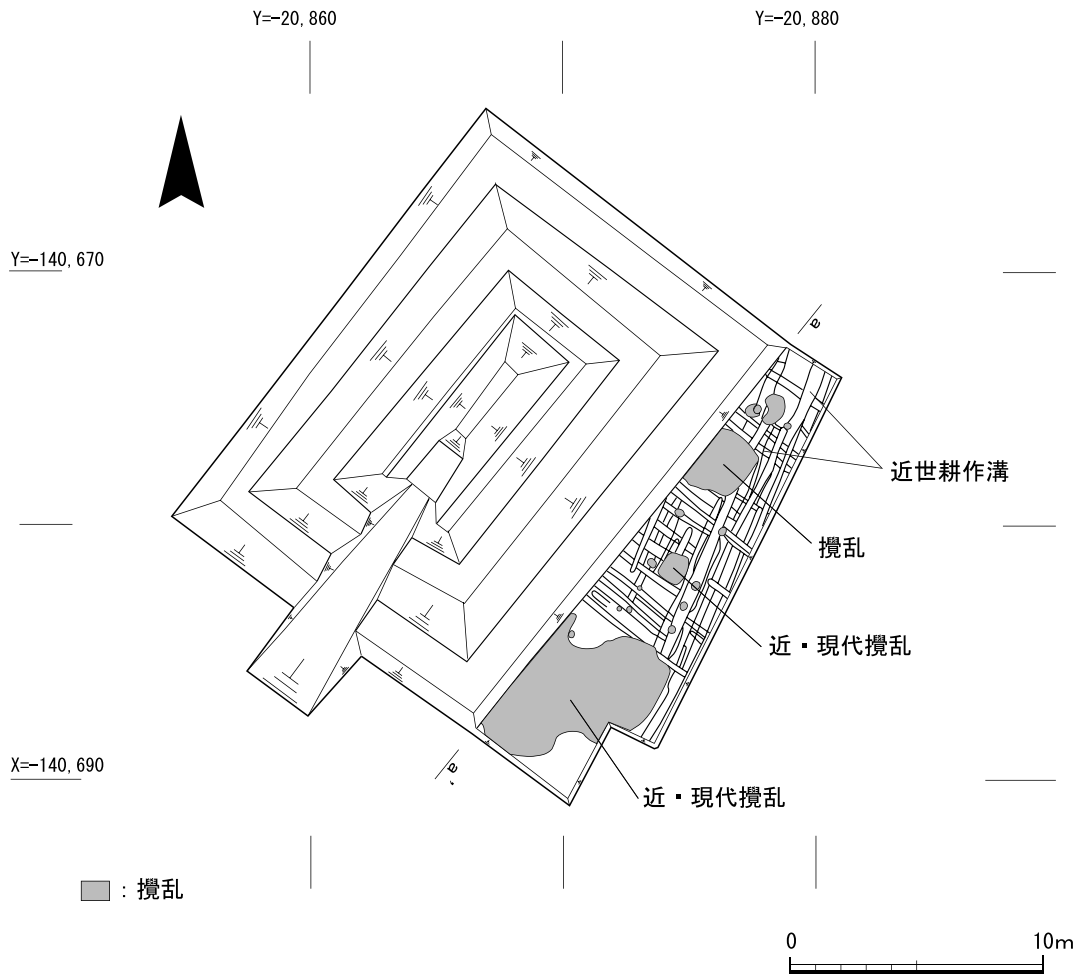 Y=-20,860
Y=-20,880
Y=-140,670
a
近世耕作溝
攪乱
近・現代攪乱
X=-140,690
a'
近・現代攪乱
：攪乱
0 10m